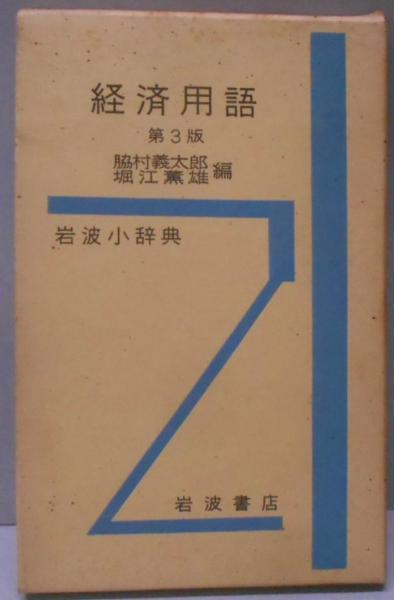 経済用語
第3版
脇村義太郎
堀江薫雄 編
岩波小辞典
岩波書店